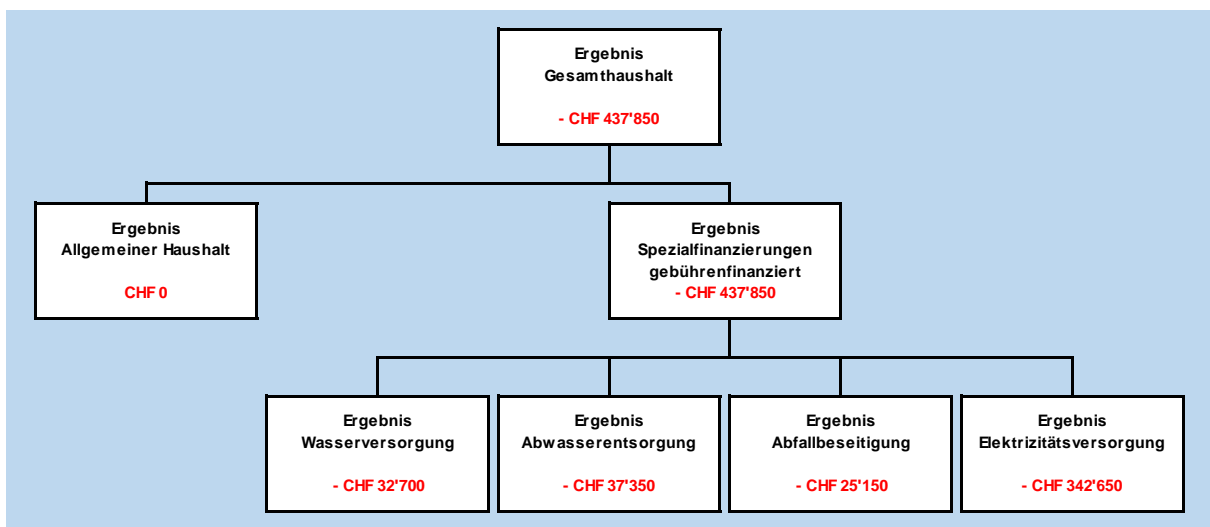 Ergebnis
Gesamthaushalt
- CHF 437'850
Ergebnis
Allgemeiner Haushalt
CHF 0
Ergebnis
Spezialfinanzierungen
gebührenfinanziert
- CHF 437'850
Ergebnis
Wasserversorgung
- CHF 32'700
Ergebnis
Abwasserentsorgung
- CHF 37'350
Ergebnis
Abfallbeseitigung
- CHF 25'150
Ergebnis
Elektrizitätsversorgung
- CHF 342'650